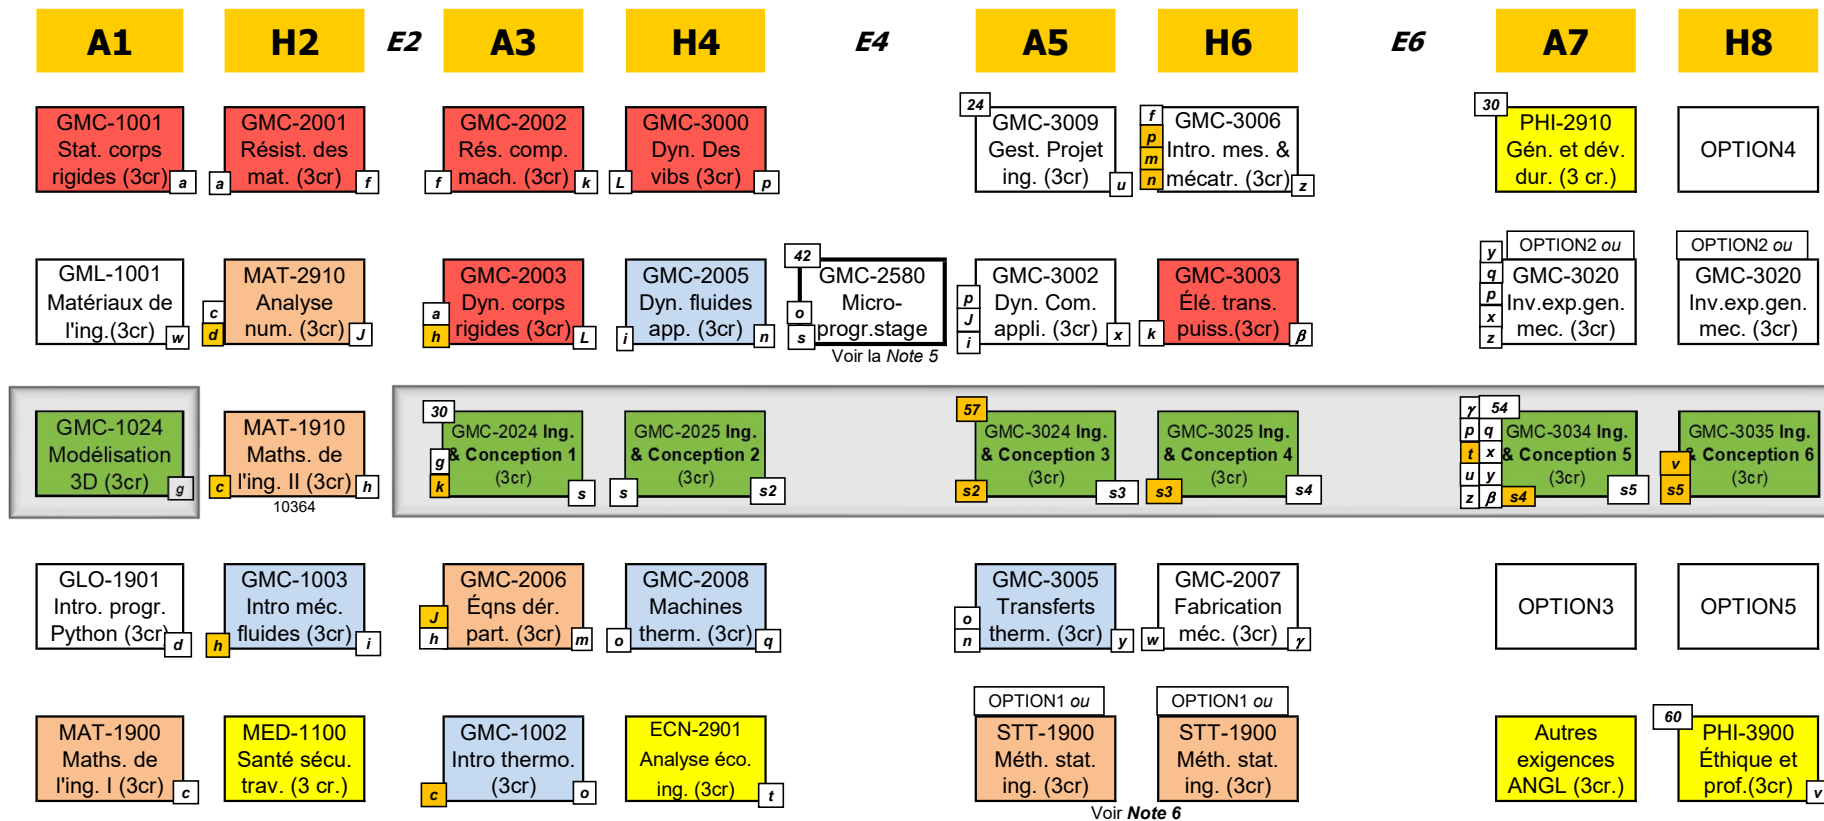 A1 H2 E2 A3 H4 E4 A5 H6 E6 A7 H8
GMC-1001
Stat. corps
rigides (3cr)
a
GMC-2001
Résist. des
mat. (3cr)
a
f
GMC-2002
Rés. comp.
mach. (3cr)
f
k
GMC-3000
Dyn. Des
vibs (3cr)
L
p
24
GMC-3009
Gest. Projet
ing. (3cr)
u
f
p
m
n
GMC-3006
Intro. mes. &
mécatr. (3cr)
z
30
PHI-2910
Gén. et dév.
dur. (3 cr.)
OPTION4
GML-1001
Matériaux de
l'ing.(3cr)
w
c
d
MAT-2910
Analyse
num. (3cr)
J
a
h
GMC-2003
Dyn. corps
rigides (3cr)
L
GMC-2005
Dyn. fluides
app. (3cr)
i
n
42
o
s
GMC-2580
Micro-
progr.stage
Voir la Note 5
p
J
i
GMC-3002
Dyn. Com.
appli. (3cr)
x
GMC-3003
Élé. trans.
puiss.(3cr)
k
β
y
q
p
x
z
OPTION2 ou
GMC-3020
Inv.exp.gen.
mec. (3cr)
OPTION2 ou
GMC-3020
Inv.exp.gen.
mec. (3cr)
GMC-1024
Modélisation
3D (3cr)
g
MAT-1910
Maths. de
l'ing. II (3cr)
c
h
10364
30
g
k
GMC-2024 Ing.
& Conception 1
(3cr)
s
GMC-2025 Ing.
& Conception 2
(3cr)
s
s2
57
GMC-3024 Ing.
& Conception 3
(3cr)
s2
s3
GMC-3025 Ing.
& Conception 4
(3cr)
s3
s4
γ 54
p q
t x
u y
z β s4
GMC-3034 Ing.
& Conception 5
(3cr)
s5
v
s5
GMC-3035 Ing.
& Conception 6
(3cr)
GLO-1901
Intro. progr.
Python (3cr)
d
GMC-1003
Intro méc.
fluides (3cr)
h
i
J
h
GMC-2006
Éqns dér.
part. (3cr)
m
GMC-2008
Machines
therm. (3cr)
o
q
o
n
GMC-3005
Transferts
therm. (3cr)
y
GMC-2007
Fabrication
méc. (3cr)
w
γ
OPTION3
OPTION5
MAT-1900
Maths. de
l'ing. I (3cr)
c
MED-1100
Santé sécu.
trav. (3 cr.)
GMC-1002
Intro thermo.
(3cr)
c
o
ECN-2901
Analyse éco.
ing. (3cr)
t
OPTION1 ou
STT-1900
Méth. stat.
ing. (3cr)
OPTION1 ou
STT-1900
Méth. stat.
ing. (3cr)
Voir Note 6
Autres
exigences
ANGL (3cr.)
60
PHI-3900
Éthique et
prof.(3cr)
v